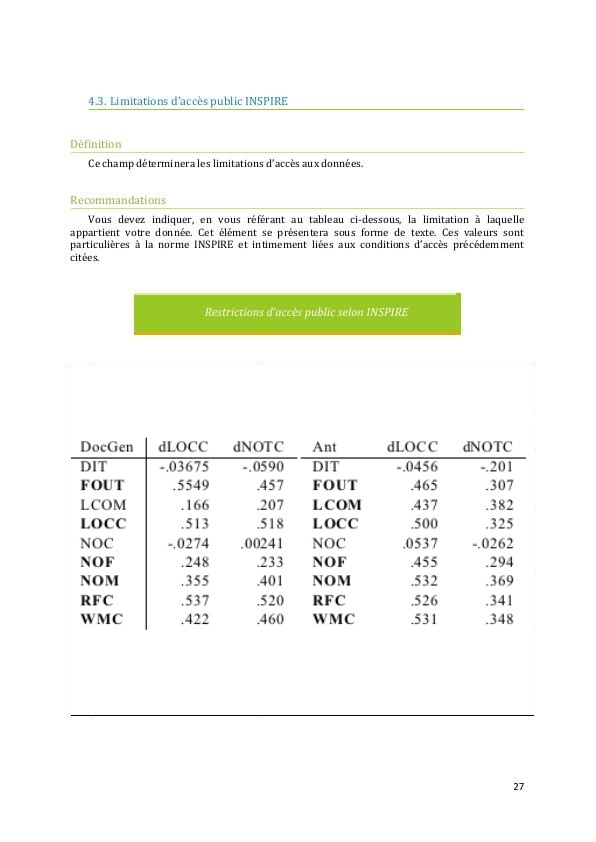 4.3. Limitations d'accès public INSPIRE
Définition
Ce champ déterminera les limitations d'accès aux données.
Recommandations
Vous devez indiquer, en vous référant au tableau ci-dessous, la limitation à laquelle
appartient votre donnée. Cet élément se présentera sous forme de texte. Ces valeurs sont
particulières à la norme INSPIRE et intimement liées aux conditions d'accès précédemment
citées.
Restrictions d'accès public selon INSPIRE
DocGen dLOCC dNOTC Ant dLOCC dNOTC
DIT -.03675 -.0590 DIT -.0456 -.201
FOUT .5549 .457 FOUT .465 .307
LCOM .166 .207 LCOM .437 .382
LOCC .513 .518 LOCC .500 .325
NOC -.0274 .00241 NOC .0537 -.0262
NOF .248 .233 NOF .455 .294
NOM .355 .401 NOM .532 .369
RFC .537 .520 RFC .526 .341
WMC .422 .460 WMC .531 .348
27